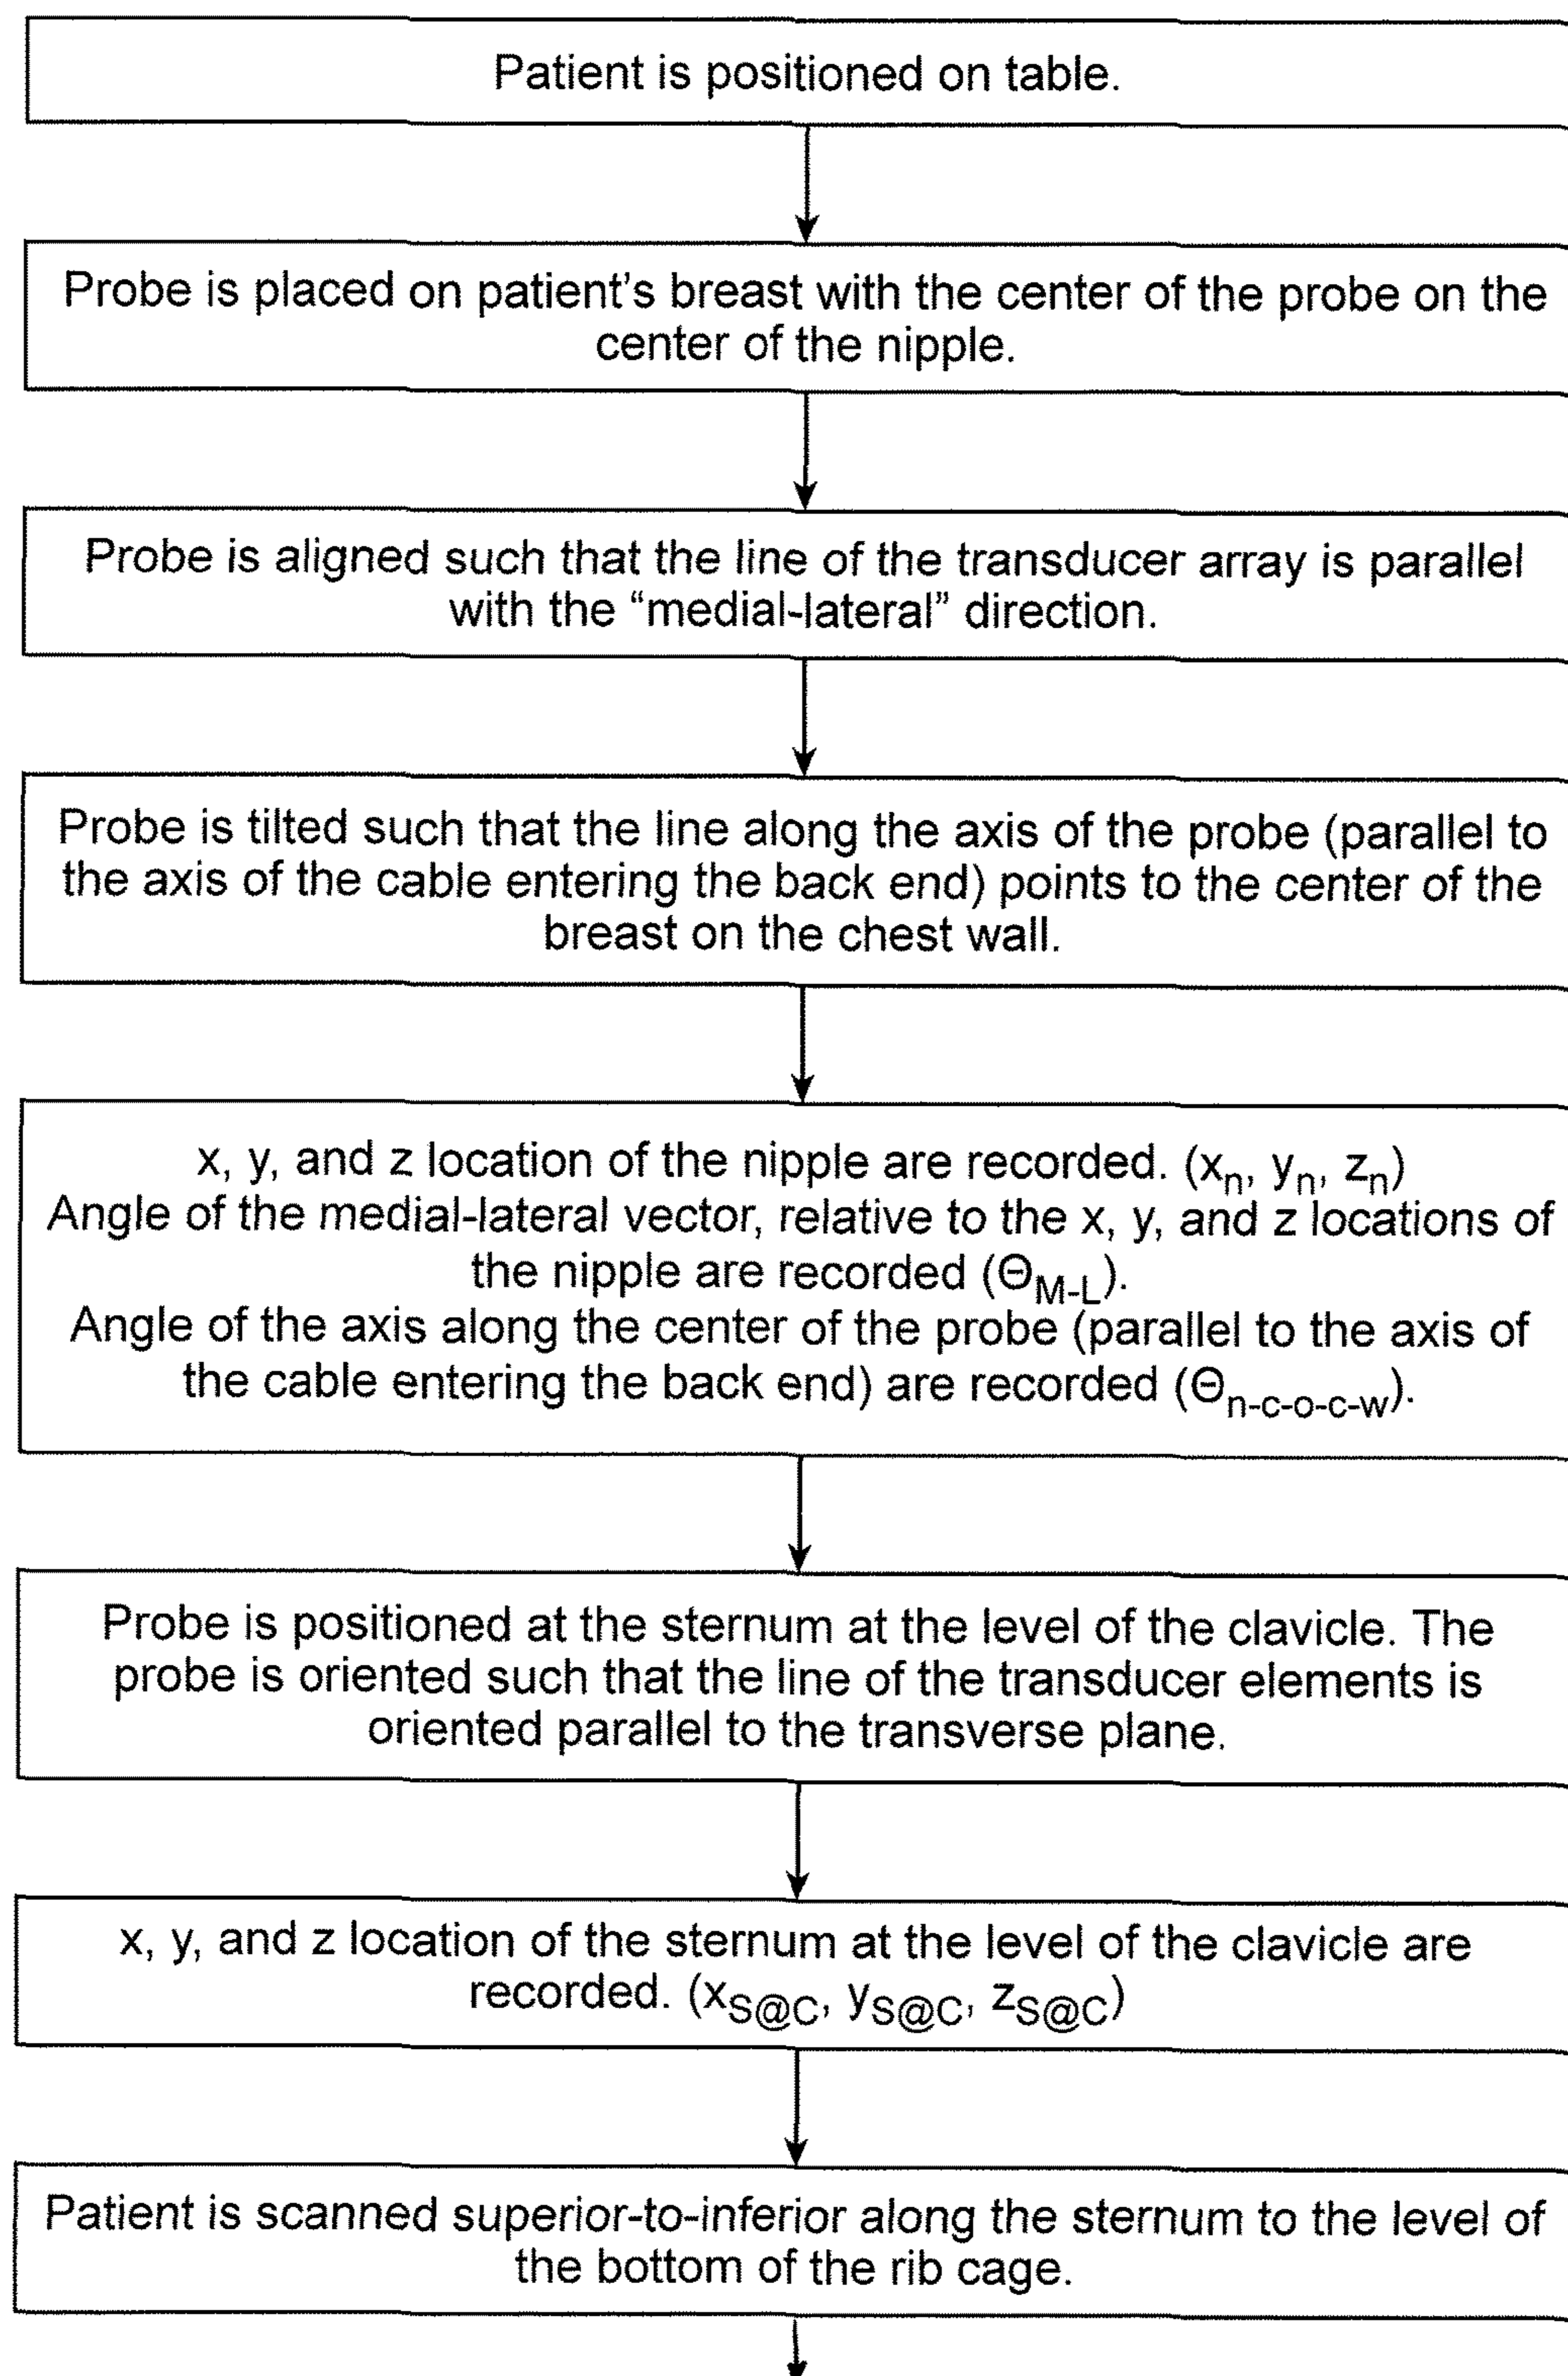 Patient is positioned on table.
Probe is placed on patient's breast with the center of the probe on the
center of the nipple.
Probe is aligned such that the line of the transducer array is parallel
with the “medial-lateral” direction.
Probe is tilted such that the line along the axis of the probe (parallel to
the axis of the cable entering the back end) points to the center of the
breast on the chest wall.
x, y, and z location of the nipple are recorded. (xn, yn, zn)
Angle of the medial-lateral vector, relative to the x, y, and z locations of
the nipple are recorded (ΘM-L).
Angle of the axis along the center of the probe (parallel to the axis of
the cable entering the back end) are recorded (Θn-c-o-c-w).
Probe is positioned at the sternum at the level of the clavicle. The
probe is oriented such that the line of the transducer elements is
oriented parallel to the transverse plane.
x, y, and z location of the sternum at the level of the clavicle are
recorded. (xS@C, yS@C, zS@C)
Patient is scanned superior-to-inferior along the sternum to the level of
the bottom of the rib cage.